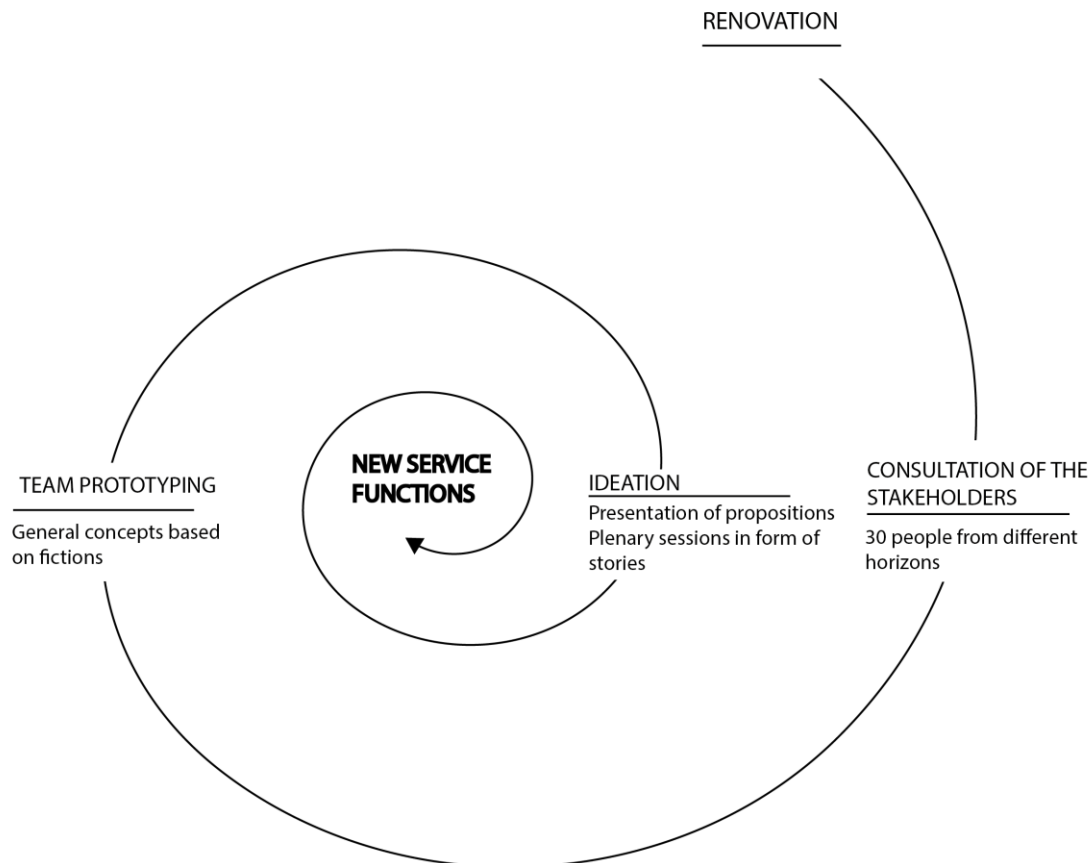 RENOVATION
CONSULTATION OF THE
STAKEHOLDERS
30 people from different
horizons
TEAM PROTOTYPING
General concepts based
on fictions
IDEATION
Presentation of propositions
Plenary sessions in form of
stories
NEW SERVICE
FUNCTIONS